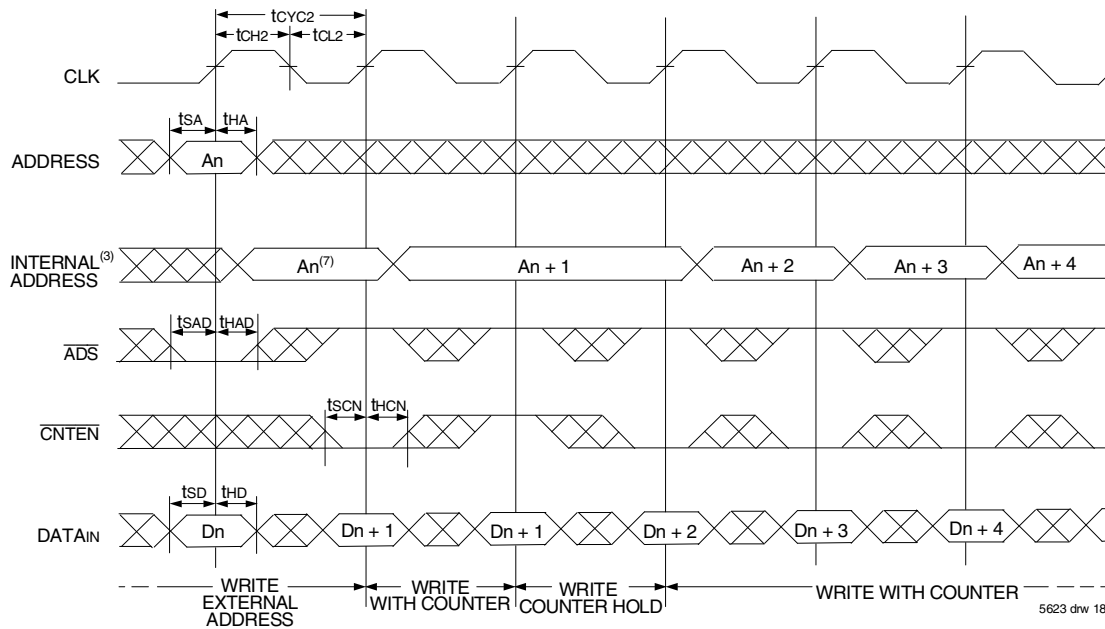 tCYC2
tCH2 tCL2
CLK
tSA tHA
ADDRESS An
INTERNAL(3) ADDRESS An(7) An + 1 An + 2 An + 3 An + 4
tSAD tHAD
ADS
tSCN tHCN
CNTEN
tSD tHD
DATAIN Dn Dn + 1 Dn + 1 Dn + 2 Dn + 3 Dn + 4
WRITE EXTERNAL ADDRESS
WRITE WITH COUNTER
WRITE COUNTER HOLD
WRITE WITH COUNTER
5623 drw 18